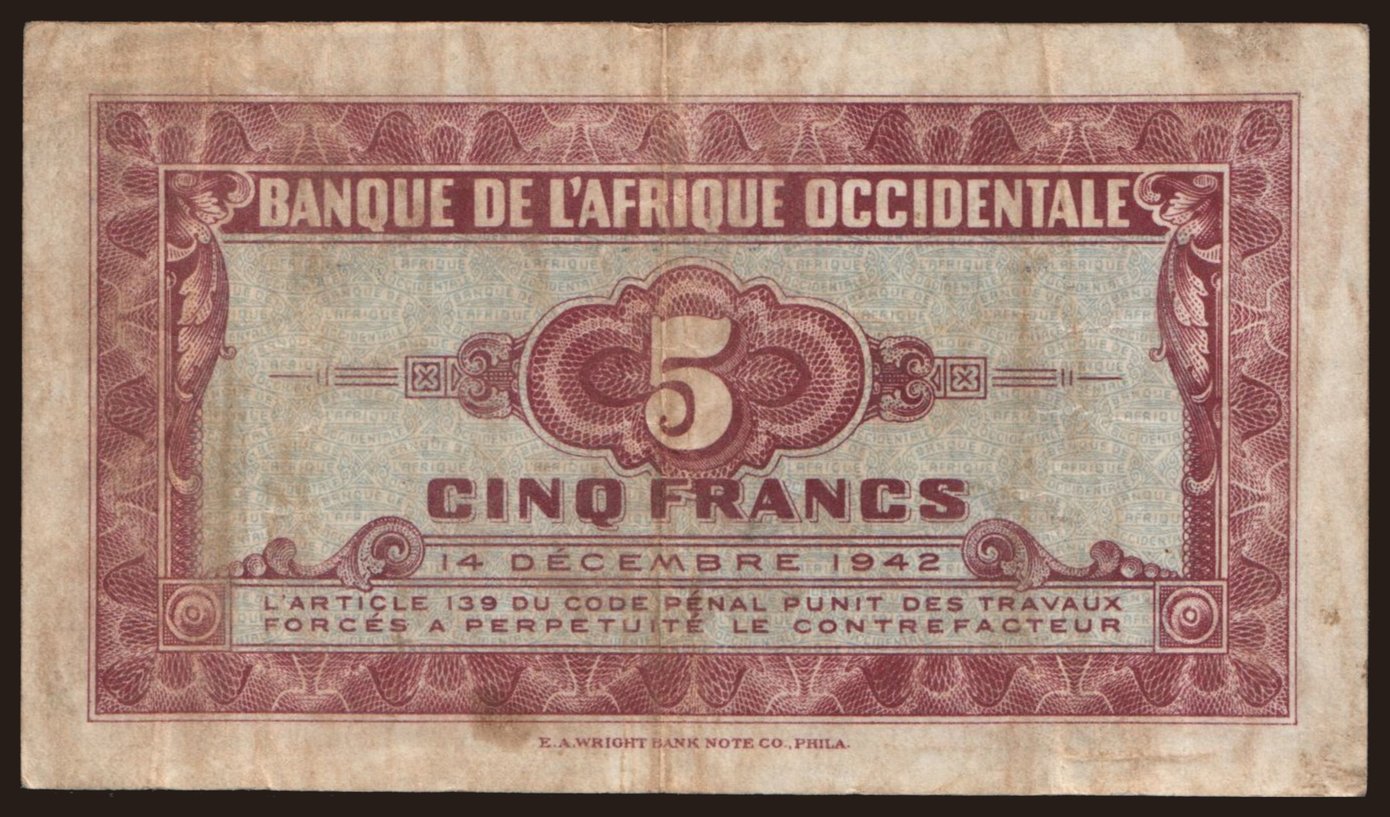 BANQUE DE L'AFRIQUE OCCIDENTALE
5
CINQ FRANCS
14 DÉCEMBRE 1942
L'ARTICLE 139 DU CODE PÉNAL PUNIT DES TRAVAUX
FORCÉS A PERPETUITÉ LE CONTREFACTEUR
E.A.WRIGHT BANK NOTE CO., PHILA.